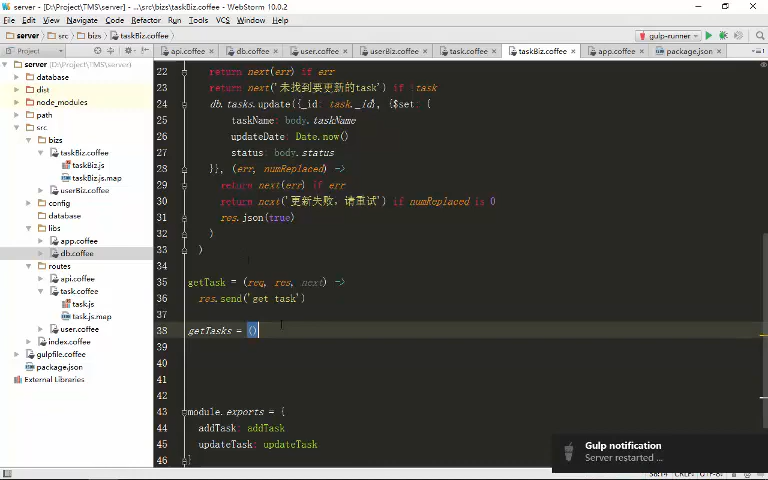 server - [D:\Project\TMS\server] - ...\src\bizs\taskBiz.coffee - WebStorm 10.0.2
File Edit View Navigate Code Refactor Run Tools VCS Window Help
server src bizs taskBiz.coffee gulp-runner
Project api.coffee db.coffee user.coffee userBiz.coffee task.coffee taskBiz.coffee app.coffee package.json
server (D:\Project\TMS\server)
database
dist
node_modules
path
src
bizs
taskBiz.coffee
taskBiz.js
taskBiz.js.map
userBiz.coffee
config
database
libs
app.coffee
db.coffee
routes
api.coffee
task.coffee
task.js
task.js.map
user.coffee
index.coffee
gulpfile.coffee
package.json
External Libraries
22 return next(err) if err
23 return next('未找到要更新的task') if !task
24 db.tasks.update({_id: task._id}, {$set: {
25 taskName: body.taskName
26 updateDate: Date.now()
27 status: body.status
28 }}, (err, numReplaced) ->
29 return next(err) if err
30 return next('更新失败，请重试') if numReplaced is 0
31 res.json(true)
32 )
33 )
34
35 getTask = (req, res, next) ->
36 res.send('get task')
37
38 getTasks = ()
39
40
41
42
43 module.exports = {
44 addTask: addTask
45 updateTask: updateTask
46 }
Gulp notification
Server restarted ...